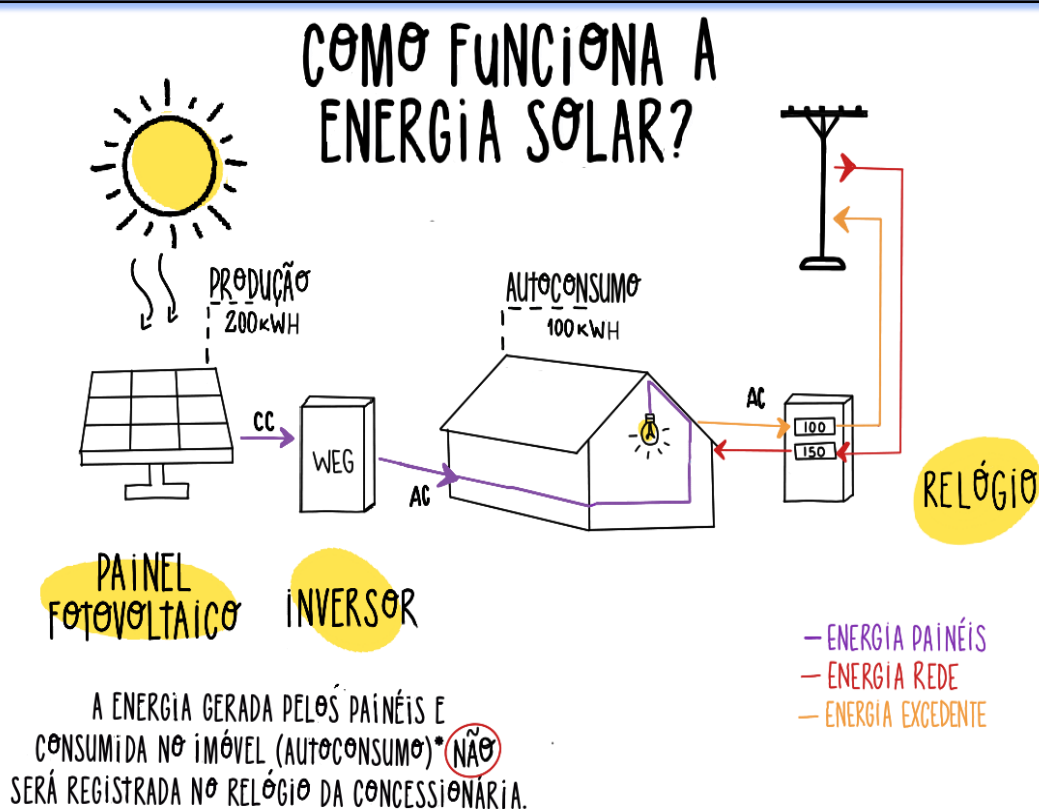 COMO FUNCIONA A
ENERGIA SOLAR?
PRODUÇÃO
200KWH
AUTOCONSUMO
100KWH
CC
WEG
AC
AC
100
150
RELÓGIO
PAINEL
FOTOVOLTAICO
INVERSOR
— ENERGIA PAINÉIS
— ENERGIA REDE
— ENERGIA EXCEDENTE
A ENERGIA GERADA PELOS PAINÉIS E
CONSUMIDA NO IMÓVEL (AUTOCONSUMO)* NÃO
SERÁ REGISTRADA NO RELÓGIO DA CONCESSIONÁRIA.